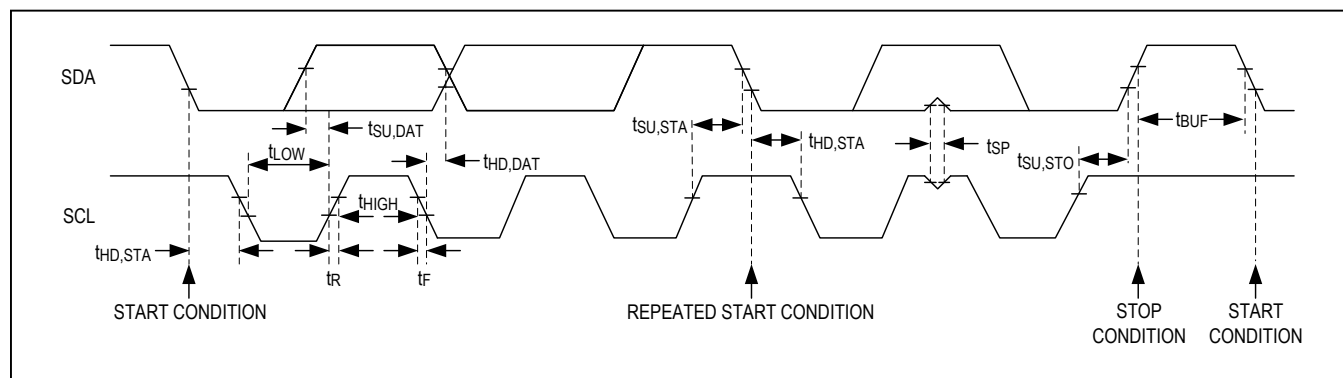 SDA
tSU,DAT
tLOW
tHD,DAT
tSU,STA
tHD,STA
tSP
tSU,STO
tBUF
SCL
tHIGH
tHD,STA
tR
tF
START CONDITION
REPEATED START CONDITION
STOP
CONDITION
START
CONDITION